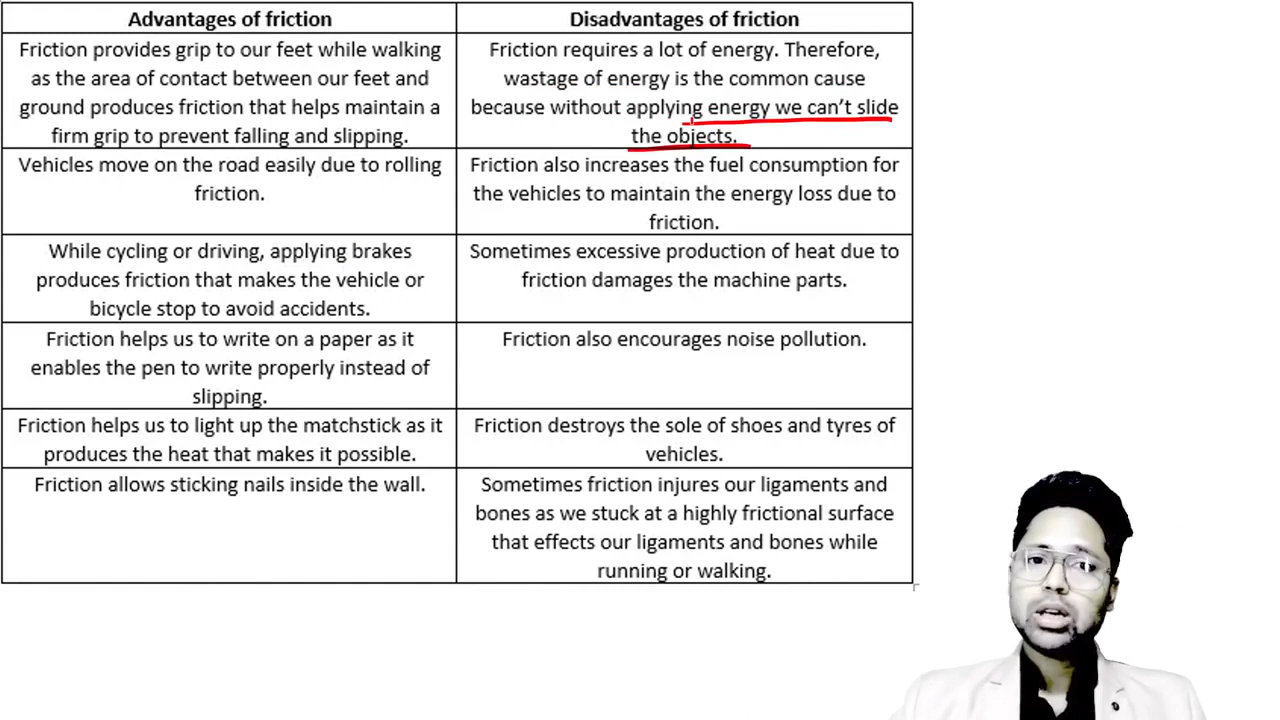 Advantages of friction
Disadvantages of friction
Friction provides grip to our feet while walking
as the area of contact between our feet and
ground produces friction that helps maintain a
firm grip to prevent falling and slipping.
Friction requires a lot of energy. Therefore,
wastage of energy is the common cause
because without applying energy we can't slide
the objects.
Vehicles move on the road easily due to rolling
friction.
Friction also increases the fuel consumption for
the vehicles to maintain the energy loss due to
friction.
While cycling or driving, applying brakes
produces friction that makes the vehicle or
bicycle stop to avoid accidents.
Sometimes excessive production of heat due to
friction damages the machine parts.
Friction helps us to write on a paper as it
enables the pen to write properly instead of
slipping.
Friction also encourages noise pollution.
Friction helps us to light up the matchstick as it
produces the heat that makes it possible.
Friction destroys the sole of shoes and tyres of
vehicles.
Friction allows sticking nails inside the wall.
Sometimes friction injures our ligaments and
bones as we stuck at a highly frictional surface
that effects our ligaments and bones while
running or walking.